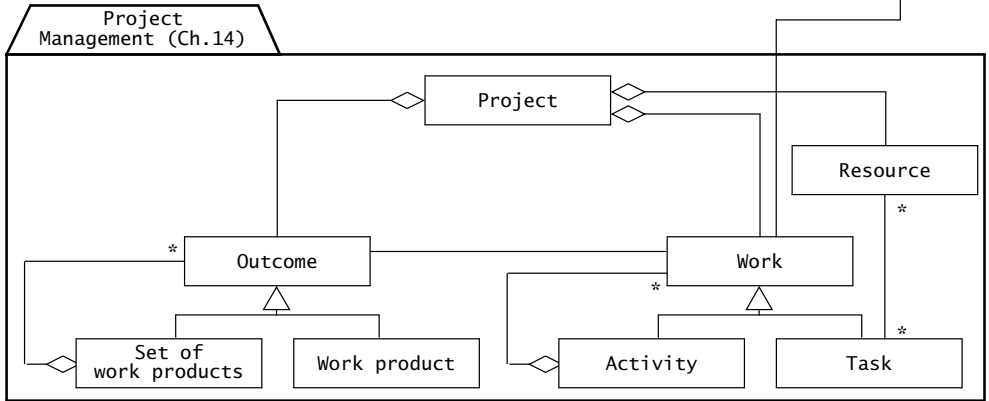 Project
Management (Ch.14)
Project
Resource
*
*
Outcome
Work
*
*
Set of
work products
Work product
Activity
Task